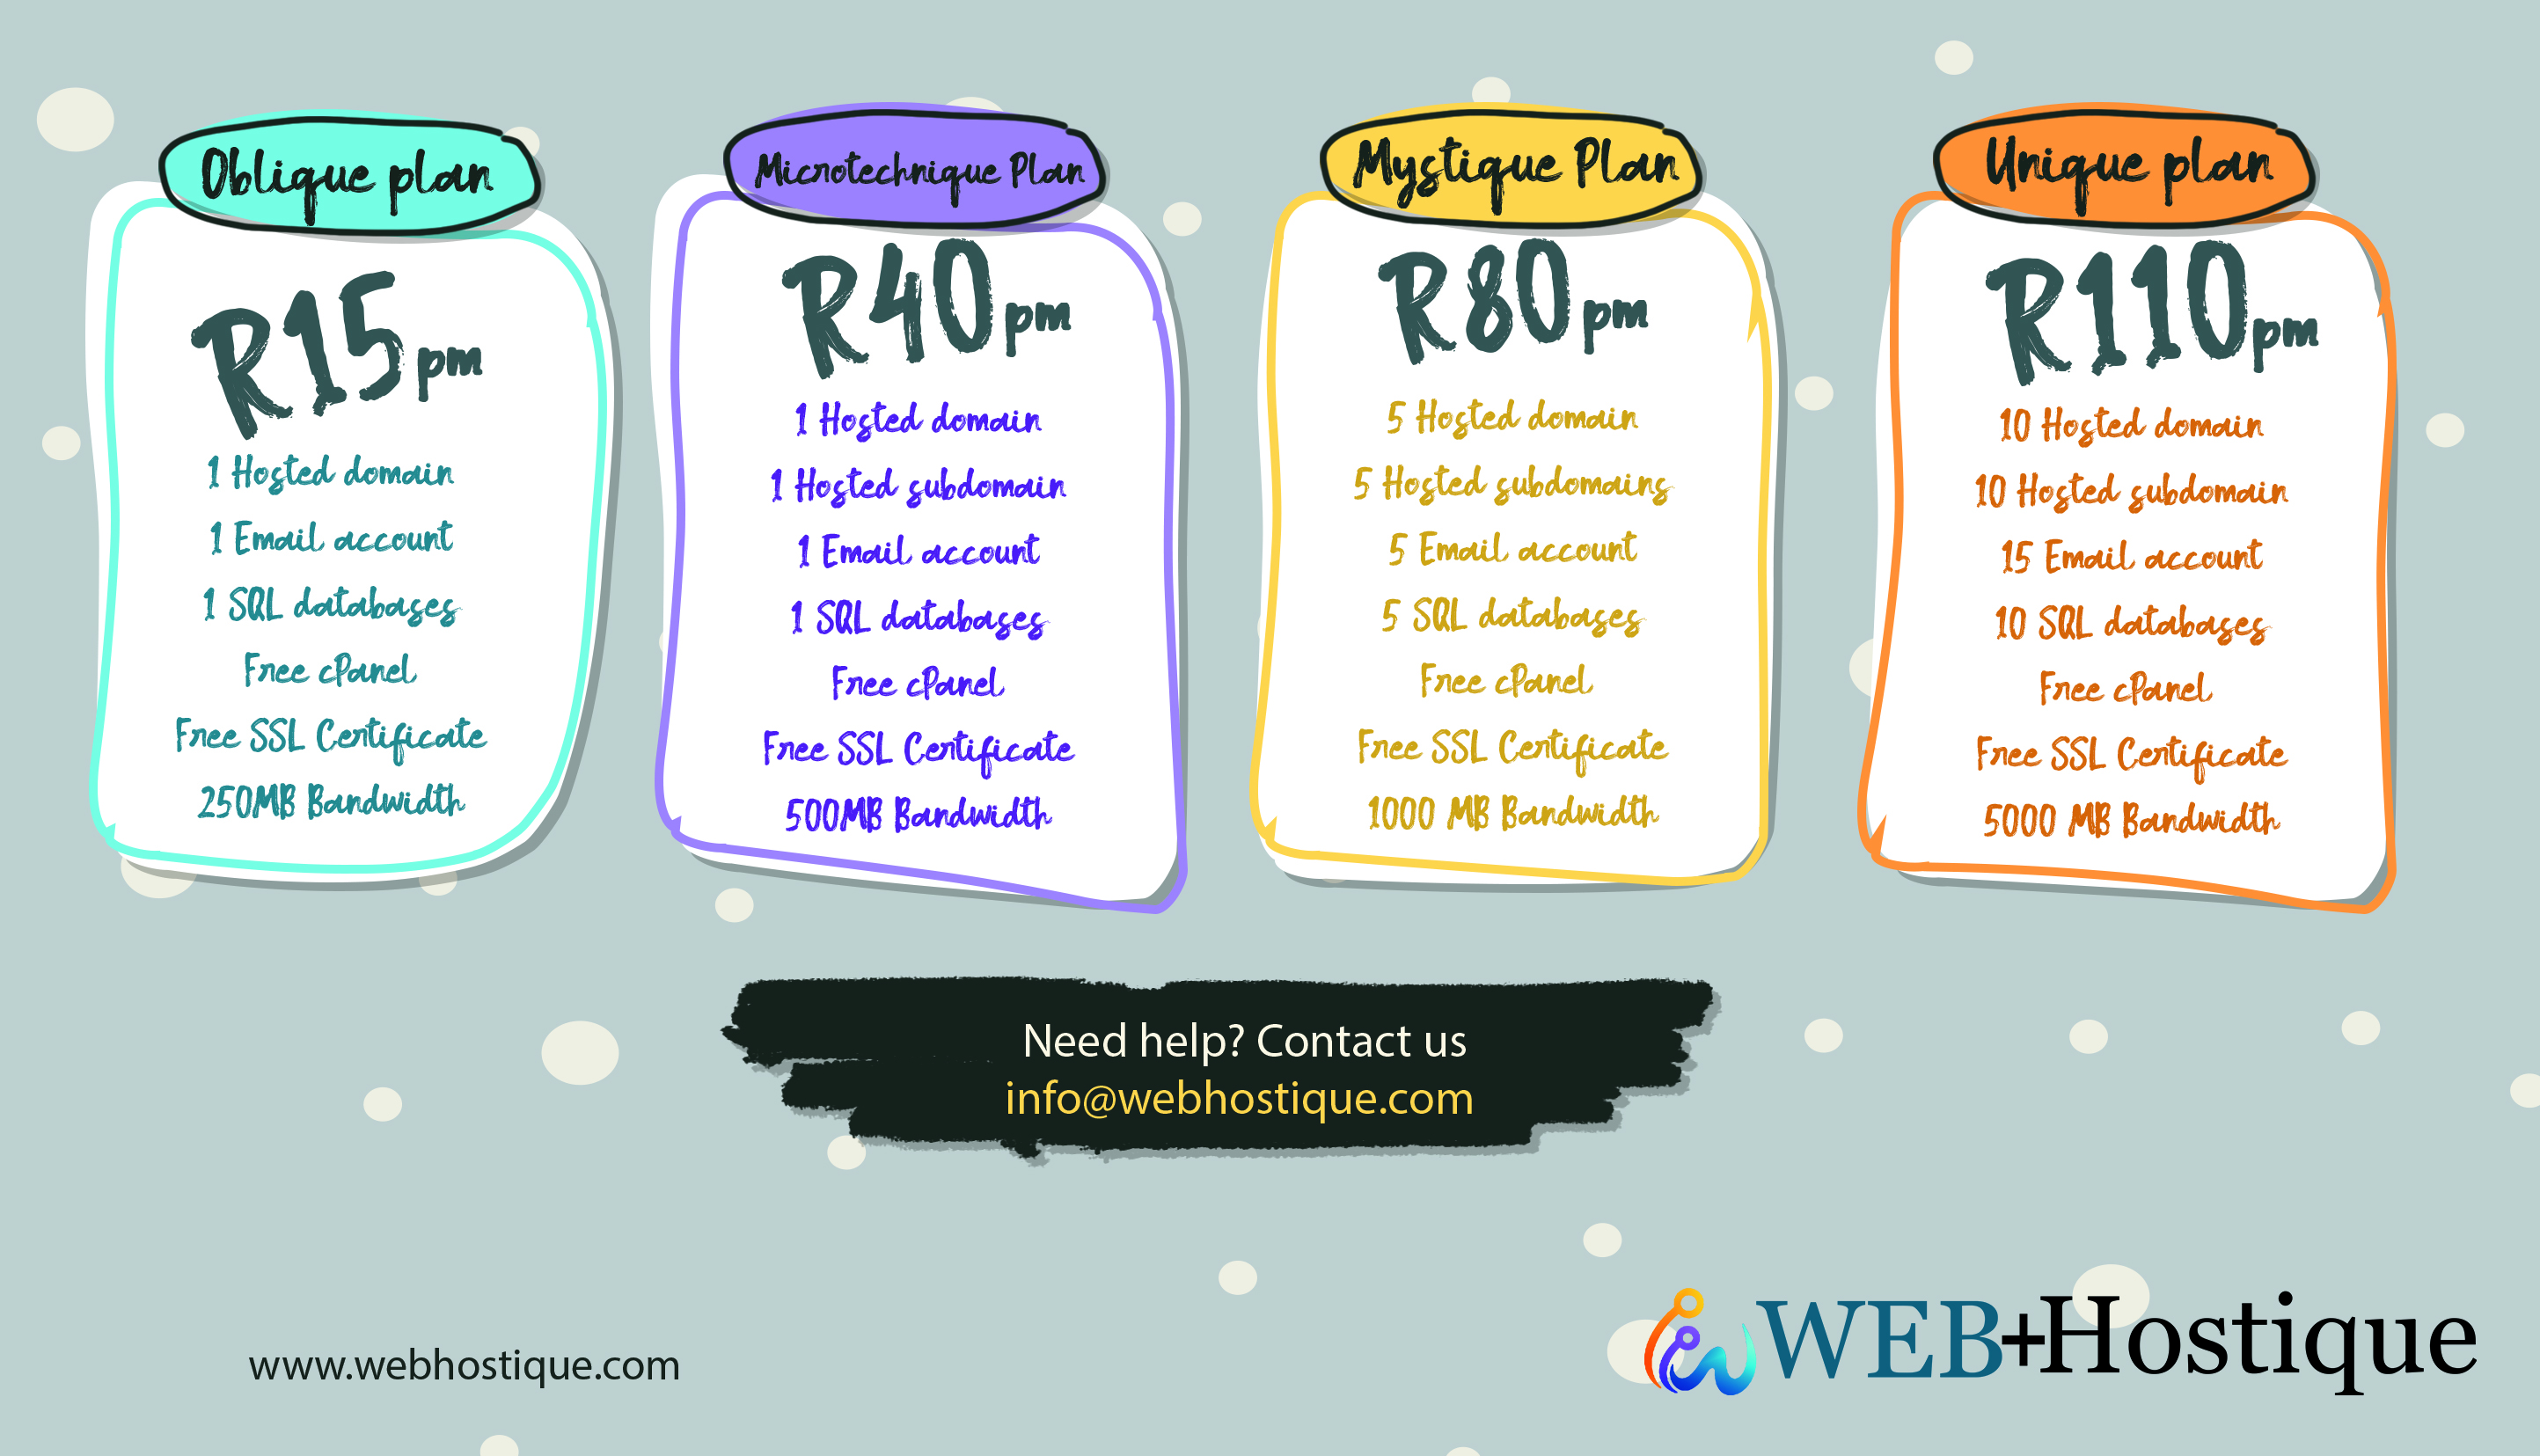 Oblique plan
R15pm
1 Hosted domain
1 Email account
1 SQL databases
Free cPanel
Free SSL Certificate
250MB Bandwidth
Microtechnique Plan
R40pm
1 Hosted domain
1 Hosted subdomain
1 Email account
1 SQL databases
Free cPanel
Free SSL Certificate
500MB Bandwidth
Mystique Plan
R80pm
5 Hosted domain
5 Hosted subdomains
5 Email account
5 SQL databases
Free cPanel
Free SSL Certificate
1000 MB Bandwidth
Unique plan
R110pm
10 Hosted domain
10 Hosted subdomain
15 Email account
10 SQL databases
Free cPanel
Free SSL Certificate
5000 MB Bandwidth
Need help? Contact us
info@webhostique.com
www.webhostique.com
WEB+Hostique